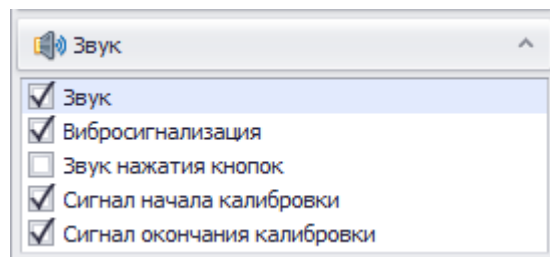 Звук
Звук
Вибросигнализация
Звук нажатия кнопок
Сигнал начала калибровки
Сигнал окончания калибровки